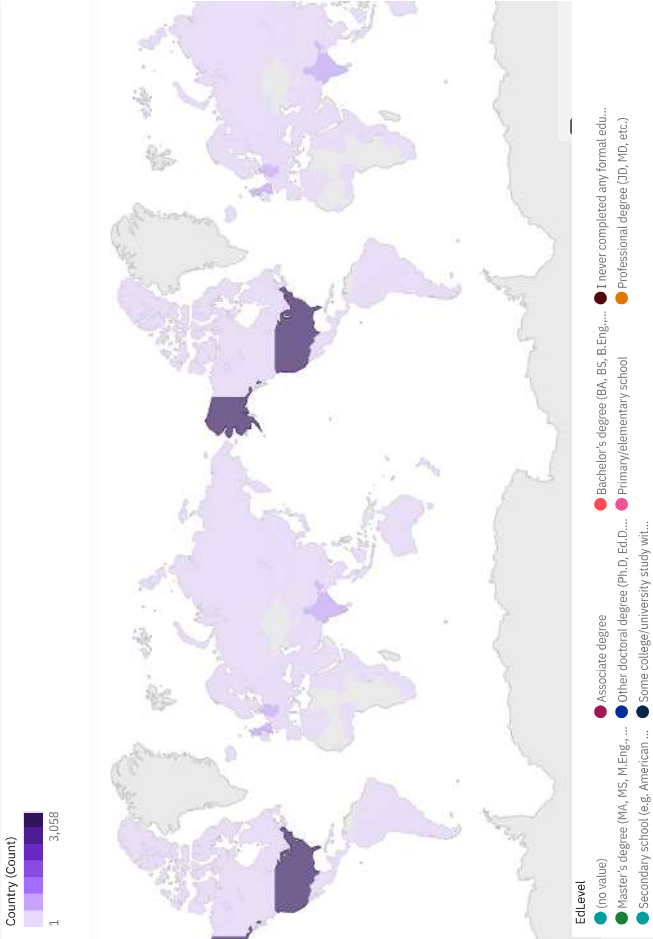 Country (Count)
1
3,058
EdLevel
(no value)
Associate degree
Bachelor's degree (BA, BS, B.Eng.,...
I never completed any formal edu...
Master's degree (MA, MS, M.Eng., ...
Other doctoral degree (Ph.D, Ed.D....
Primary/elementary school
Professional degree (JD, MD, etc.)
Secondary school (e.g. American ...
Some college/university study wit...